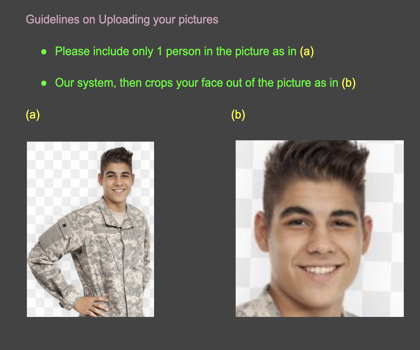 Guidelines on Uploading your pictures
● Please include only 1 person in the picture as in (a)
● Our system, then crops your face out of the picture as in (b)
(a) (b)